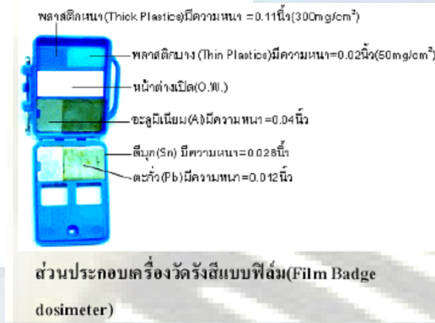 พลาสติกหนา(Thick Plastics)มีความหนา =0.11นิ้ว(300mg/cm²)
พลาสติกบาง (Thin Plastics)มีความหนา=0.02นิ้ว(50mg/cm²)
หน้าต่างเปิด(O.W.)
อะลูมิเนียม(Al)มีความหนา=0.04นิ้ว
ดีบุก(Sn) มีความหนา=0.028นิ้ว
ตะกั่ว(Pb)มีความหนา=0.012นิ้ว
ส่วนประกอบเครื่องวัดรังสีแบบฟิล์ม(Film Badge
dosimeter)